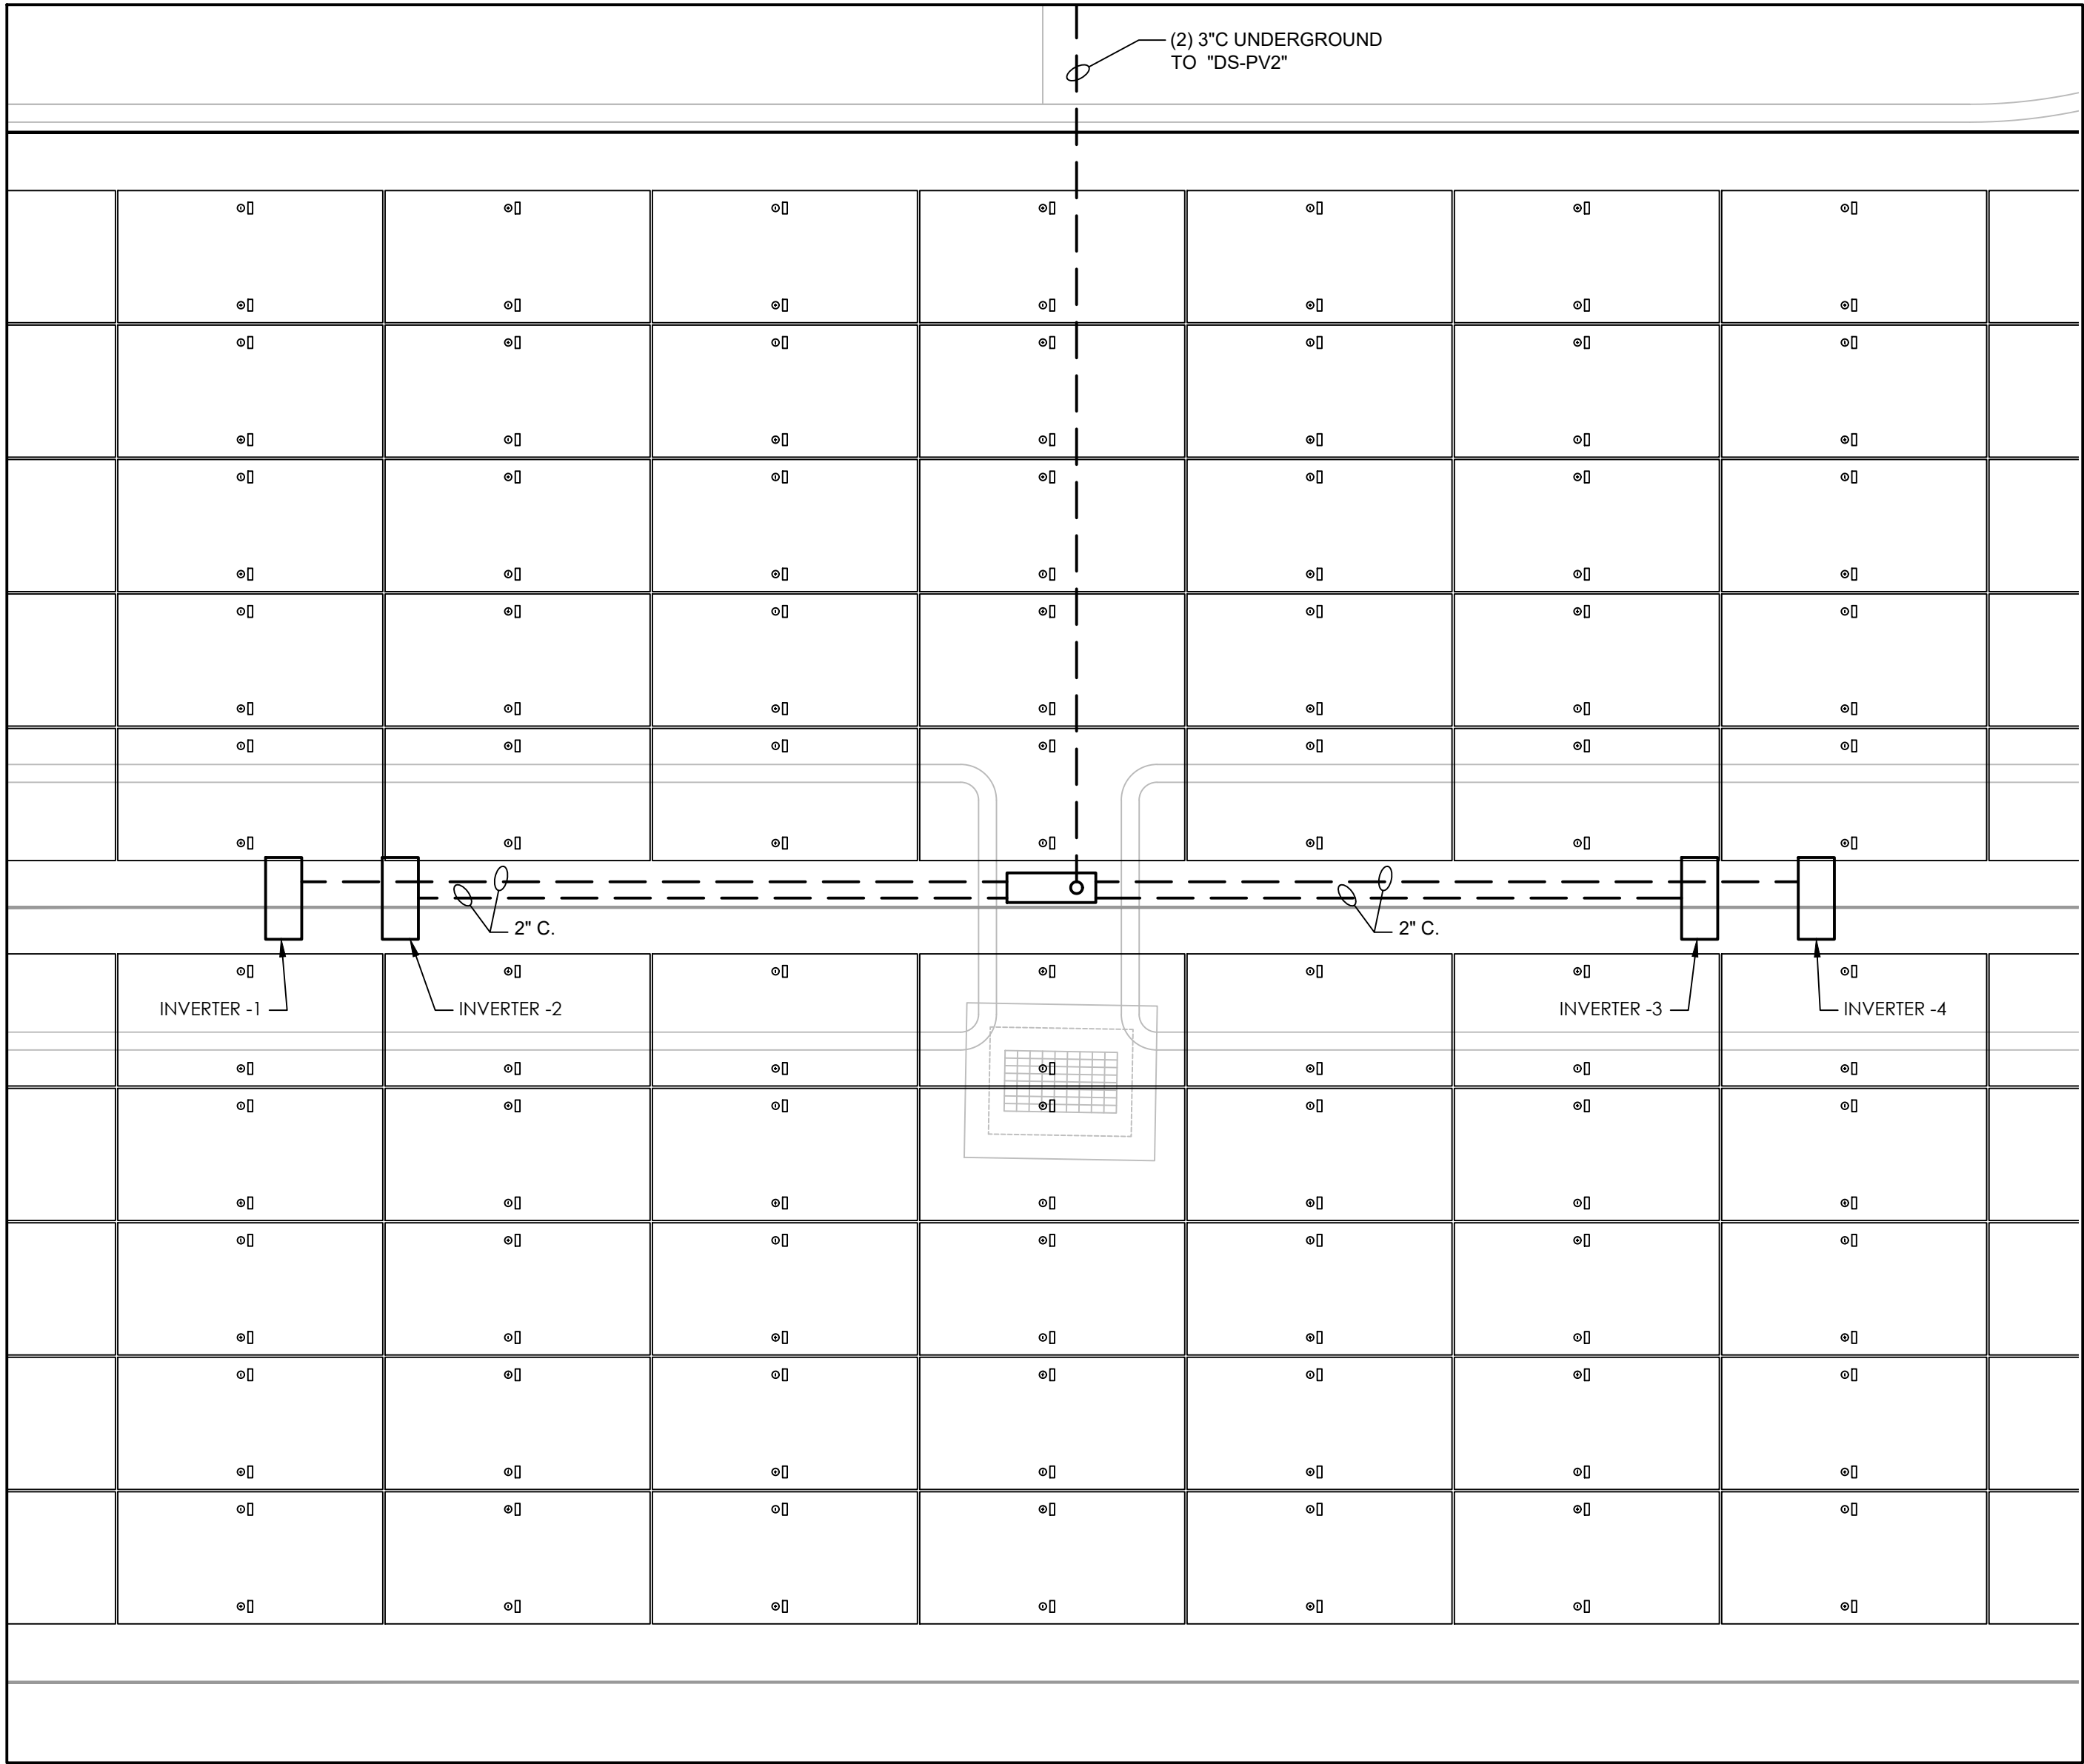 (2) 3"C UNDERGROUND
TO "DS-PV2"
2" C.
2" C.
INVERTER -1
INVERTER -2
INVERTER -3
INVERTER -4